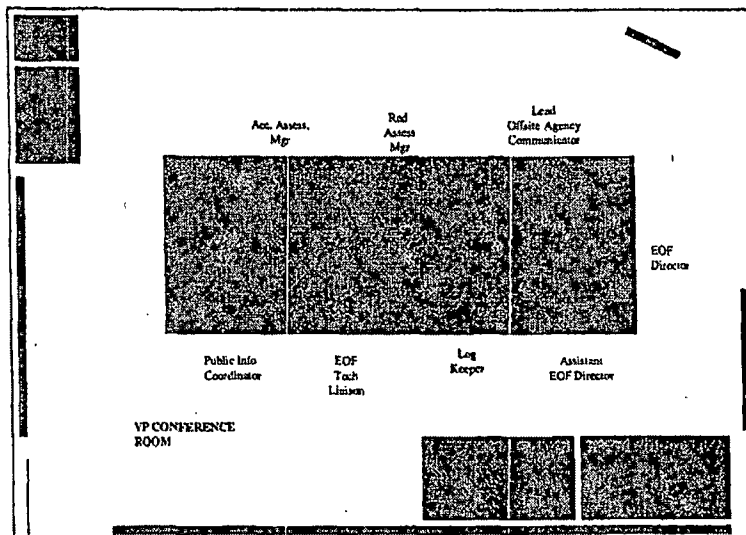 Acc. Assess.
Mgr
Rad
Assess
Mgr
Lead
Offsite Agency
Communicator
EOF
Director
Public Info
Coordinator
EOF
Tech
Liaison
Log
Keeper
Assistant
EOF Director
VP CONFERENCE
ROOM